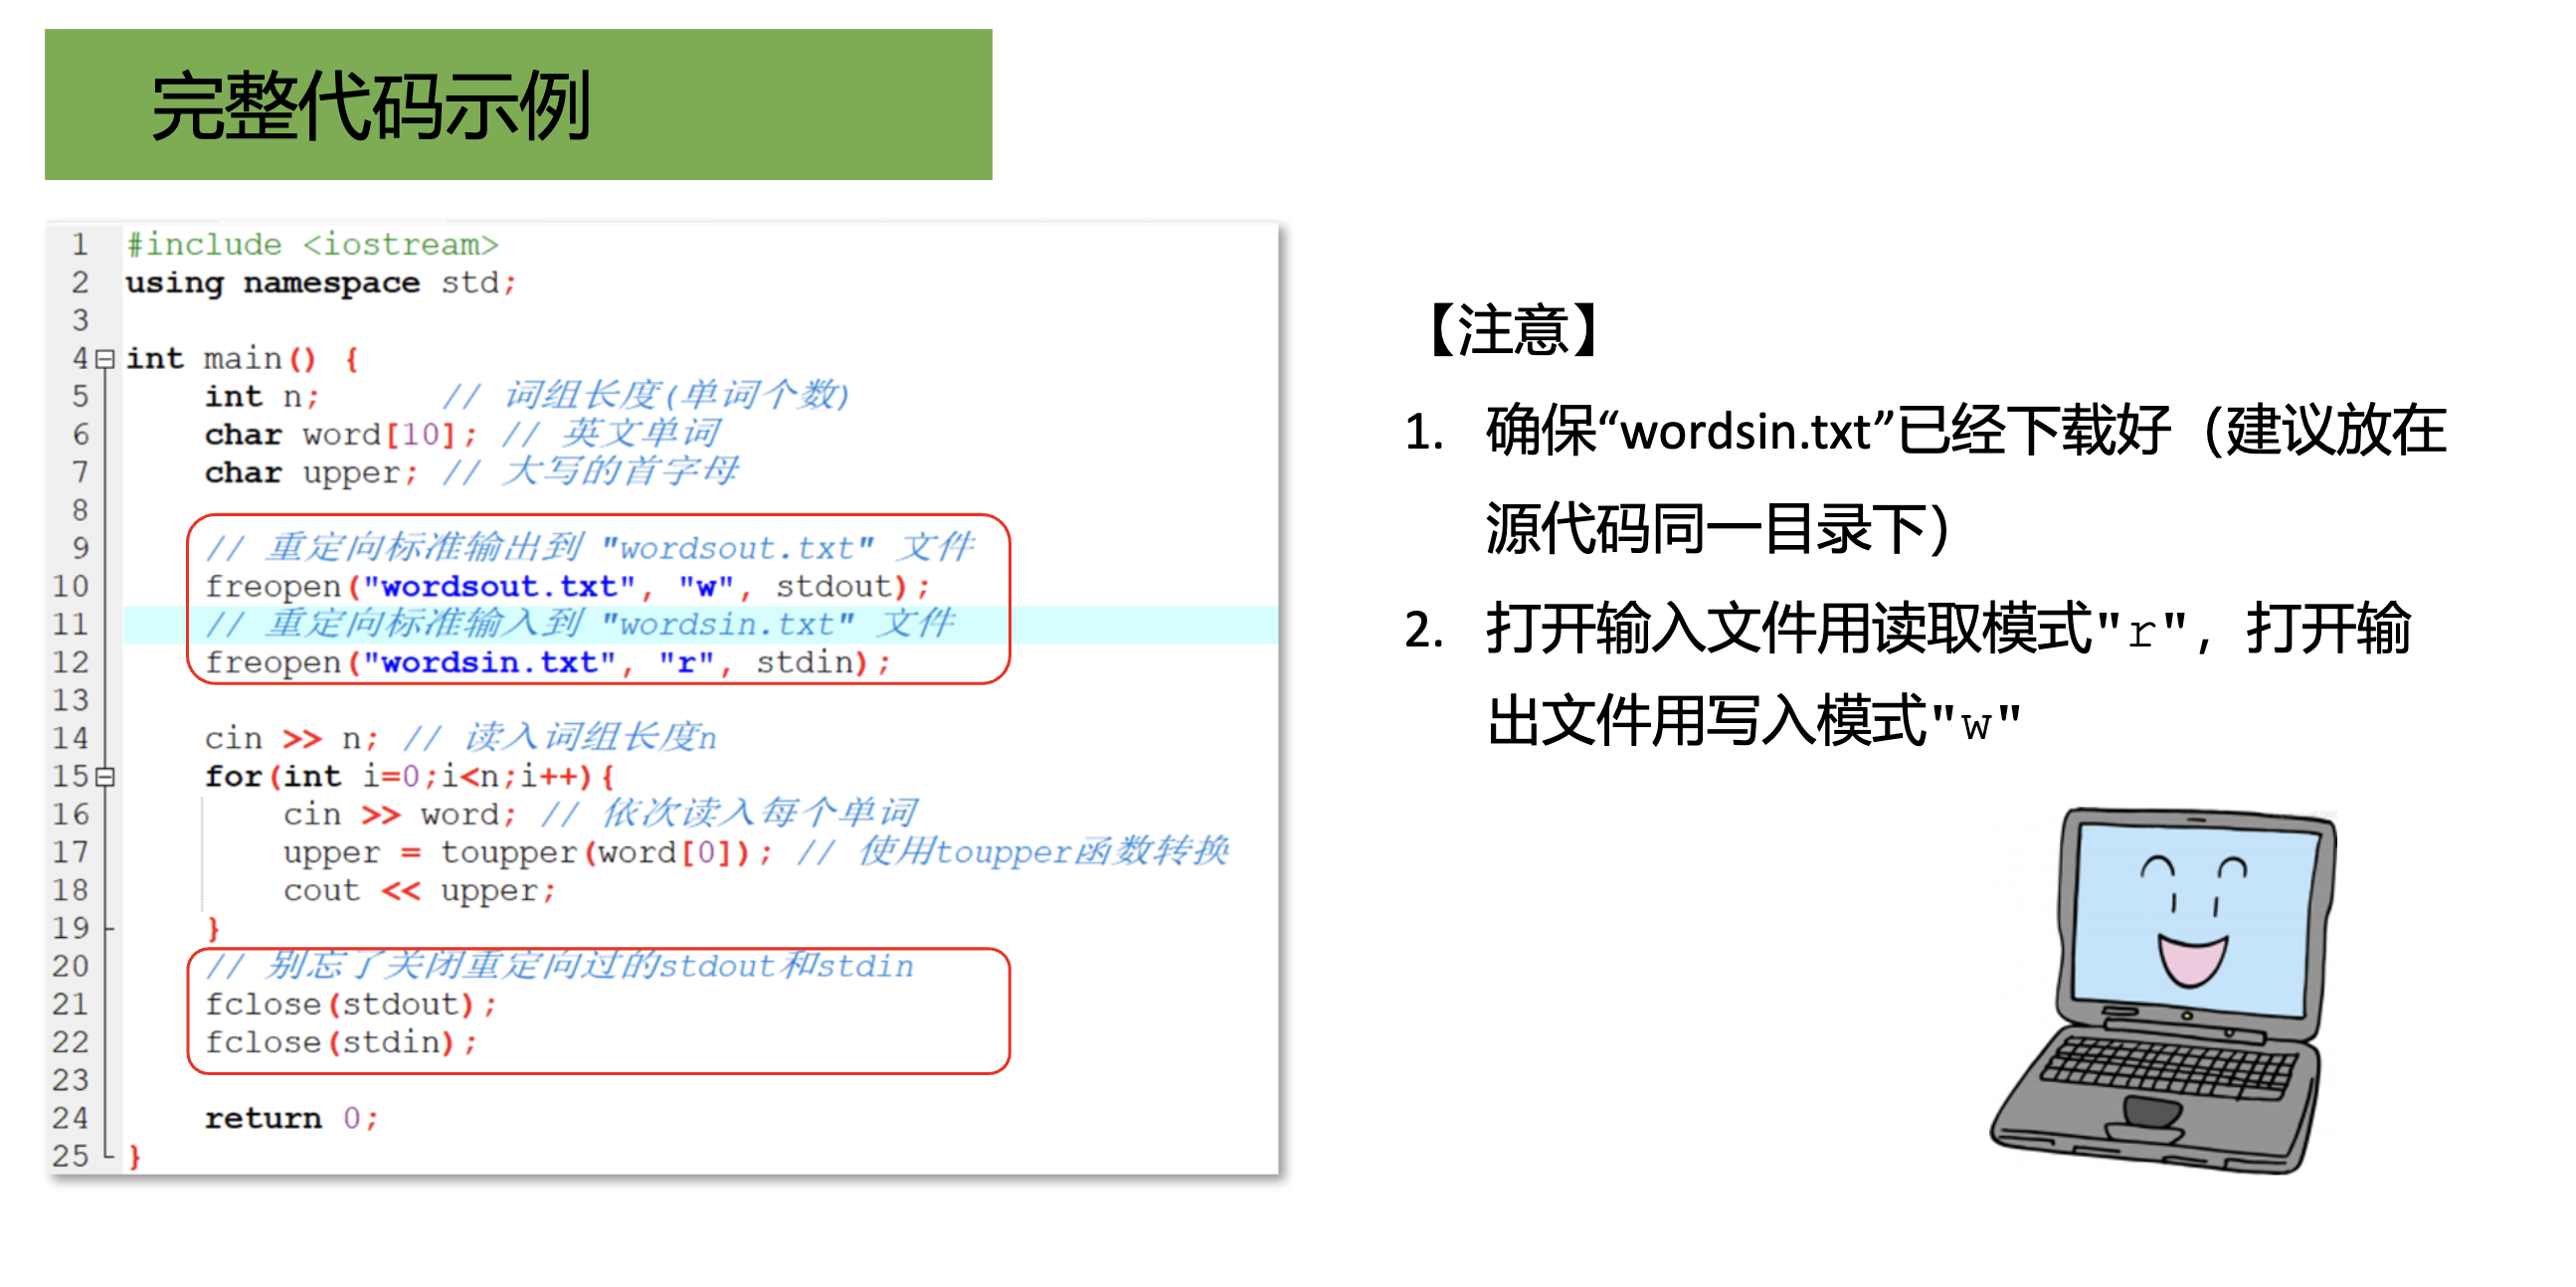 完整代码示例
1 #include <iostream>
2 using namespace std;
3
4 int main() {
5     int n;      // 词组长度(单词个数)
6     char word[10]; // 英文单词
7     char upper; // 大写的首字母
8
9     // 重定向标准输出到 "wordsout.txt" 文件
10     freopen("wordsout.txt", "w", stdout);
11     // 重定向标准输入到 "wordsin.txt" 文件
12     freopen("wordsin.txt", "r", stdin);
13
14     cin >> n; // 读入词组长度n
15     for(int i=0;i<n;i++){
16         cin >> word; // 依次读入每个单词
17         upper = toupper(word[0]); // 使用toupper函数转换
18         cout << upper;
19     }
20     // 别忘了关闭重定向过的stdout和stdin
21     fclose(stdout);
22     fclose(stdin);
23
24     return 0;
25 }
【注意】
1. 确保“wordsin.txt”已经下载好（建议放在
源代码同一目录下）
2. 打开输入文件用读取模式"r"，打开输
出文件用写入模式"w"